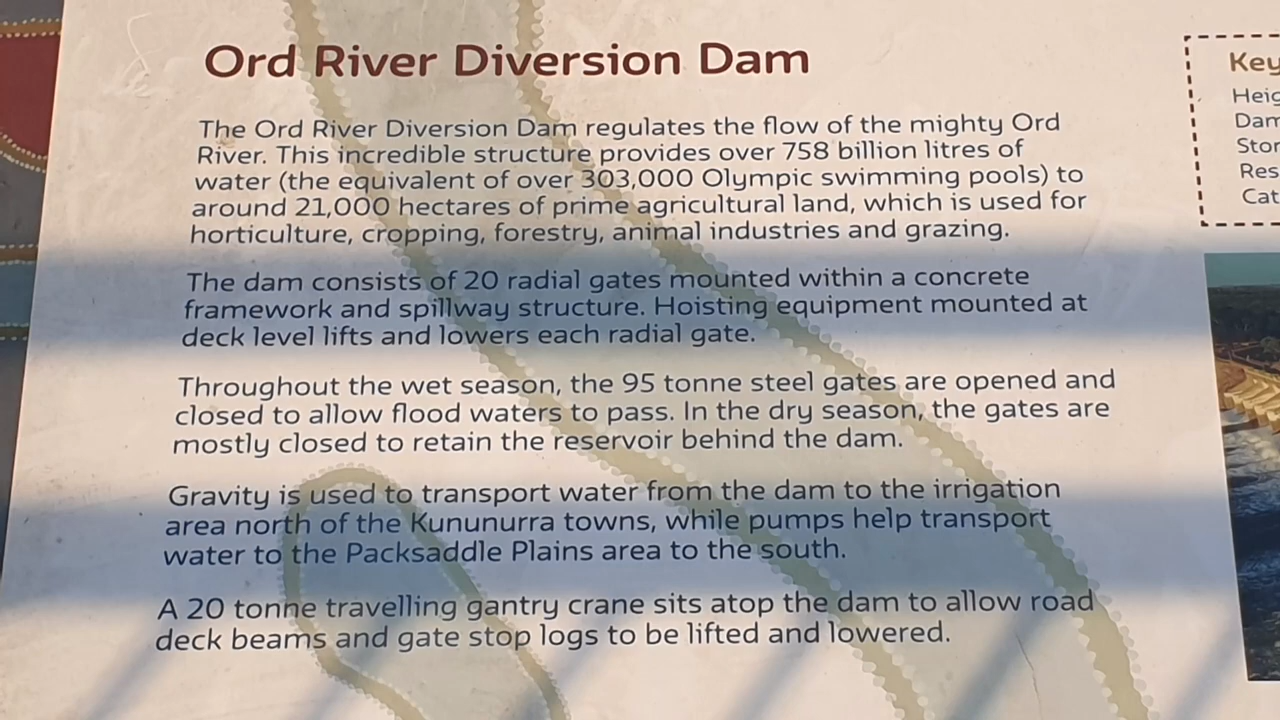 Ord River Diversion Dam
The Ord River Diversion Dam regulates the flow of the mighty Ord
River. This incredible structure provides over 758 billion litres of
water (the equivalent of over 303,000 Olympic swimming pools) to
around 21,000 hectares of prime agricultural land, which is used for
horticulture, cropping, forestry, animal industries and grazing.
The dam consists of 20 radial gates mounted within a concrete
framework and spillway structure. Hoisting equipment mounted at
deck level lifts and lowers each radial gate.
Throughout the wet season, the 95 tonne steel gates are opened and
closed to allow flood waters to pass. In the dry season, the gates are
mostly closed to retain the reservoir behind the dam.
Gravity is used to transport water from the dam to the irrigation
area north of the Kununurra towns, while pumps help transport
water to the Packsaddle Plains area to the south.
A 20 tonne travelling gantry crane sits atop the dam to allow road
deck beams and gate stop logs to be lifted and lowered.
Key
Dam